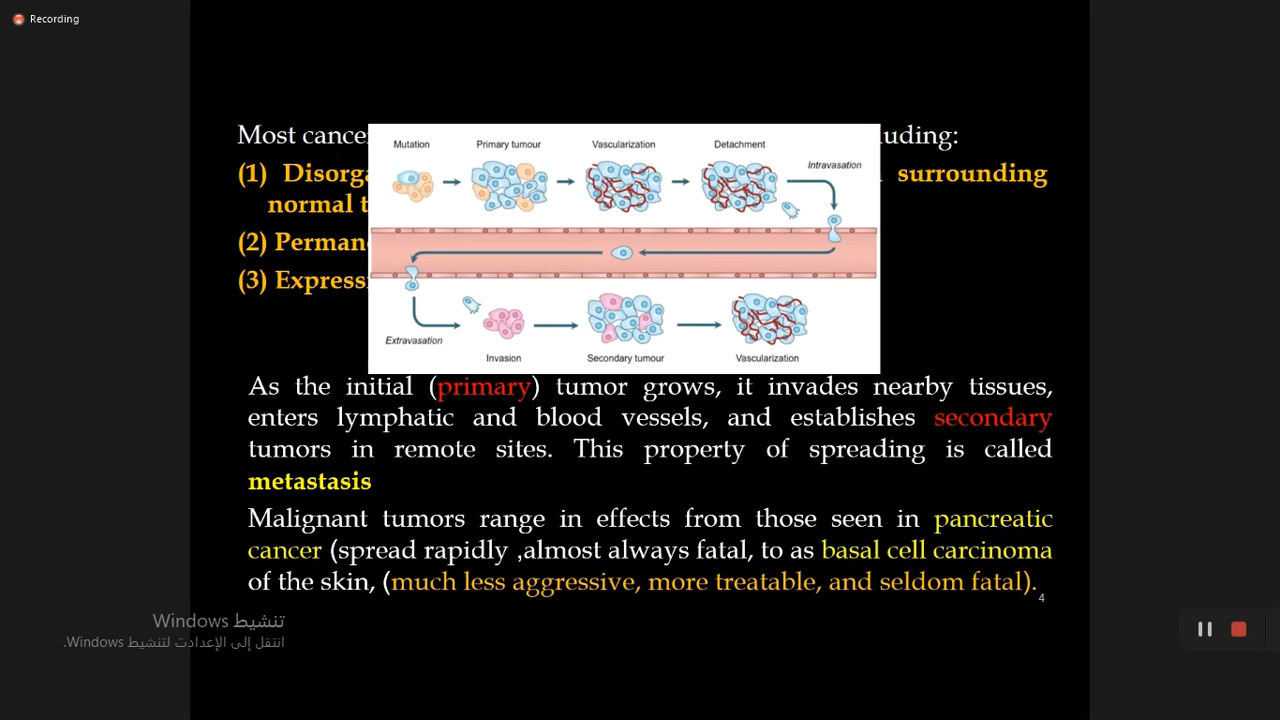 Recording
Most cance luding:
(1) Disorga surrounding
normal t
(2) Perman
(3) Express
Mutation Primary tumour Vascularization Detachment
Intravasation
Extravasation
Invasion Secondary tumour Vascularization
As the initial (primary) tumor grows, it invades nearby tissues,
enters lymphatic and blood vessels, and establishes secondary
tumors in remote sites. This property of spreading is called
metastasis
Malignant tumors range in effects from those seen in pancreatic
cancer (spread rapidly ,almost always fatal, to as basal cell carcinoma
of the skin, (much less aggressive, more treatable, and seldom fatal).
4
تنشيط Windows
انتقل إلى الإعدادت لتنشيط Windows.